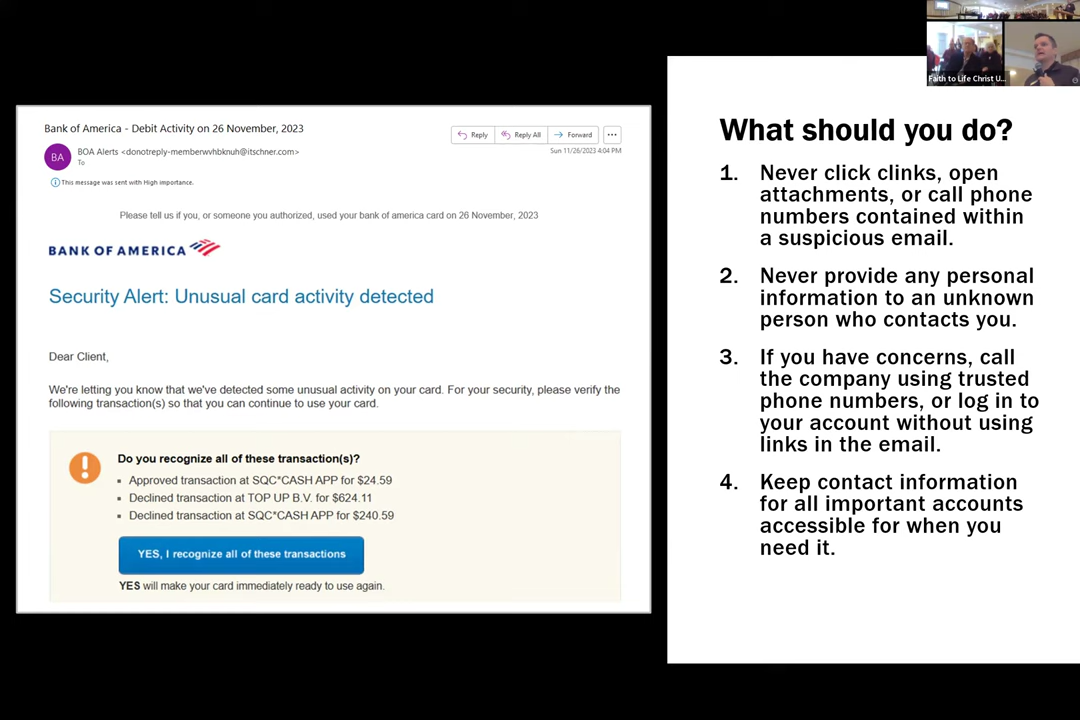 Bank of America - Debit Activity on 26 November, 2023
Reply
Reply All
Forward
BA
BOA Alerts <donotreply-memberwvhbknuh@itschner.com>
To
Sun 11/26/2023 4:04 PM
This message was sent with High importance.
Please tell us if you, or someone you authorized, used your bank of america card on 26 November, 2023
BANK OF AMERICA
Security Alert: Unusual card activity detected
Dear Client,
We're letting you know that we've detected some unusual activity on your card. For your security, please verify the
following transaction(s) so that you can continue to use your card.
Do you recognize all of these transaction(s)?
Approved transaction at SQC*CASH APP for $24.59
Declined transaction at TOP UP B.V. for $624.11
Declined transaction at SQC*CASH APP for $240.59
YES, I recognize all of these transactions
YES will make your card immediately ready to use again.
What should you do?
1. Never click clinks, open
attachments, or call phone
numbers contained within
a suspicious email.
2. Never provide any personal
information to an unknown
person who contacts you.
3. If you have concerns, call
the company using trusted
phone numbers, or log in to
your account without using
links in the email.
4. Keep contact information
for all important accounts
accessible for when you
need it.
Faith to Life Christ U...